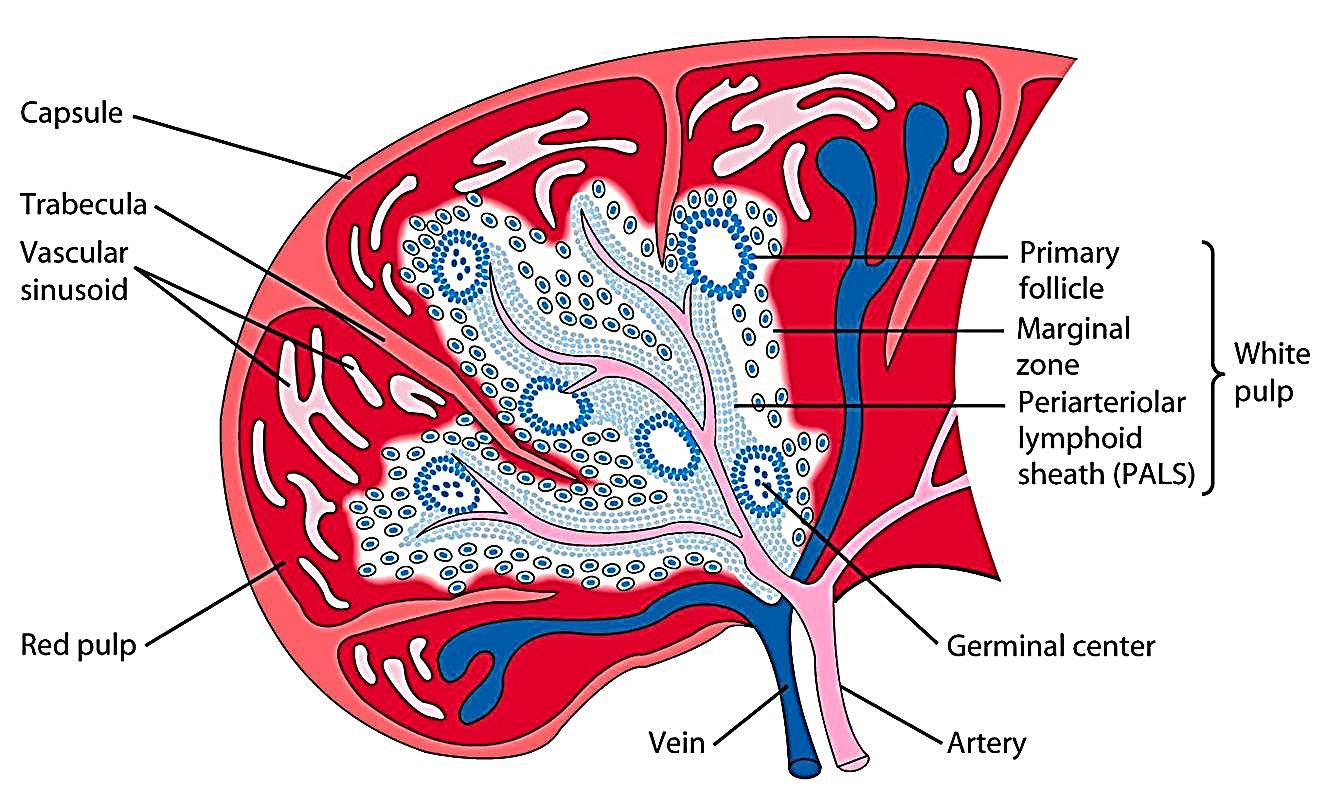 Capsule
Trabecula
Vascular
sinusoid
Red pulp
Primary
follicle
Marginal
zone
Periarteriolar
lymphoid
sheath (PALS)
White
pulp
Germinal center
Vein
Artery